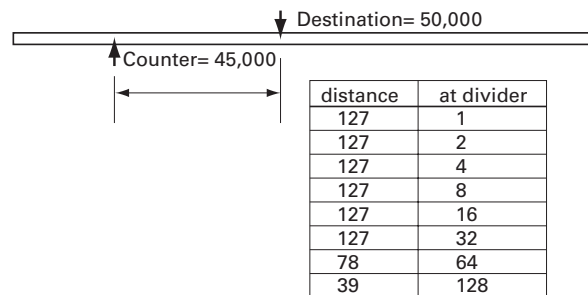 Destination= 50,000
Counter= 45,000
distance at divider
127 1
127 2
127 4
127 8
127 16
127 32
78 64
39 128